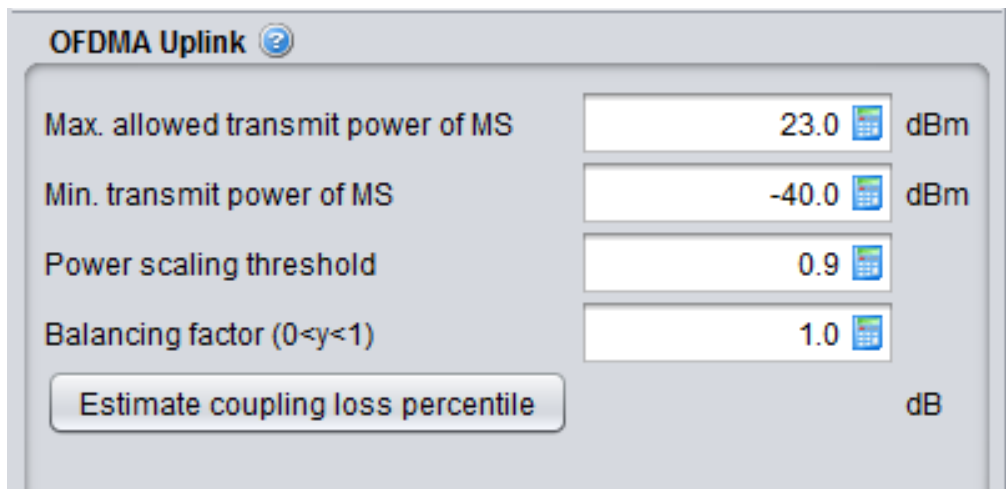 OFDMA Uplink ?
Max. allowed transmit power of MS 23.0 dBm
Min. transmit power of MS -40.0 dBm
Power scaling threshold 0.9
Balancing factor (0<y<1) 1.0
Estimate coupling loss percentile dB